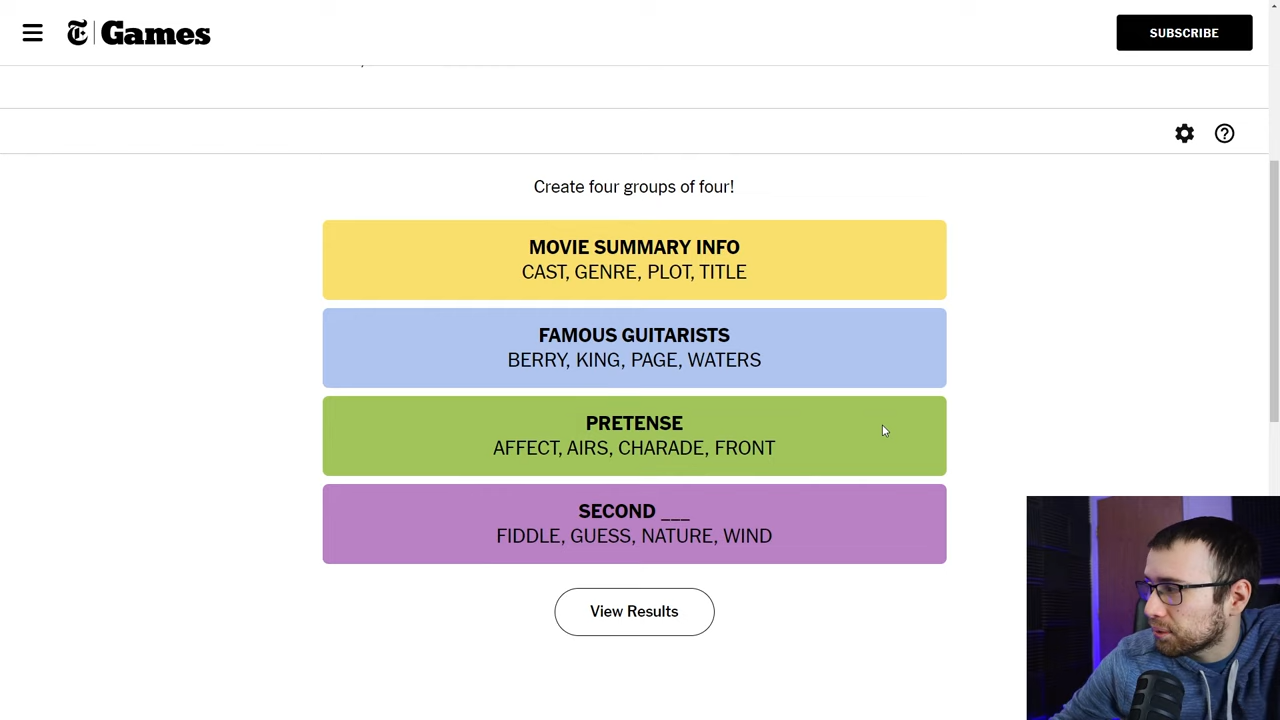 Games
SUBSCRIBE
Create four groups of four!
MOVIE SUMMARY INFO
CAST, GENRE, PLOT, TITLE
FAMOUS GUITARISTS
BERRY, KING, PAGE, WATERS
PRETENSE
AFFECT, AIRS, CHARADE, FRONT
SECOND ___
FIDDLE, GUESS, NATURE, WIND
View Results